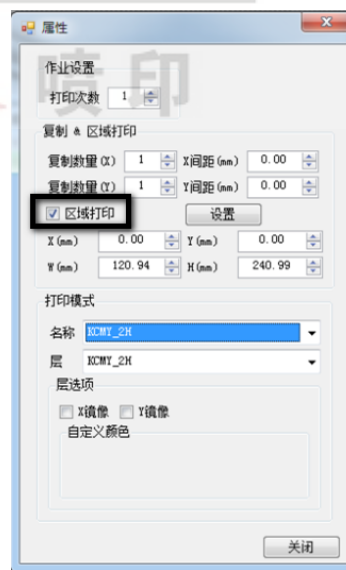 属性
作业设置
喷印
打印次数 1
复制 & 区域打印
复制数量(X) 1 X间距(mm) 0.00
复制数量(Y) 1 Y间距(mm) 0.00
区域打印 设置
X(mm) 0.00 Y(mm) 0.00
W(mm) 120.94 H(mm) 240.99
打印模式
名称 KCMY_2H
层 KCMY_2H
层选项
X镜像 Y镜像
自定义颜色
关闭